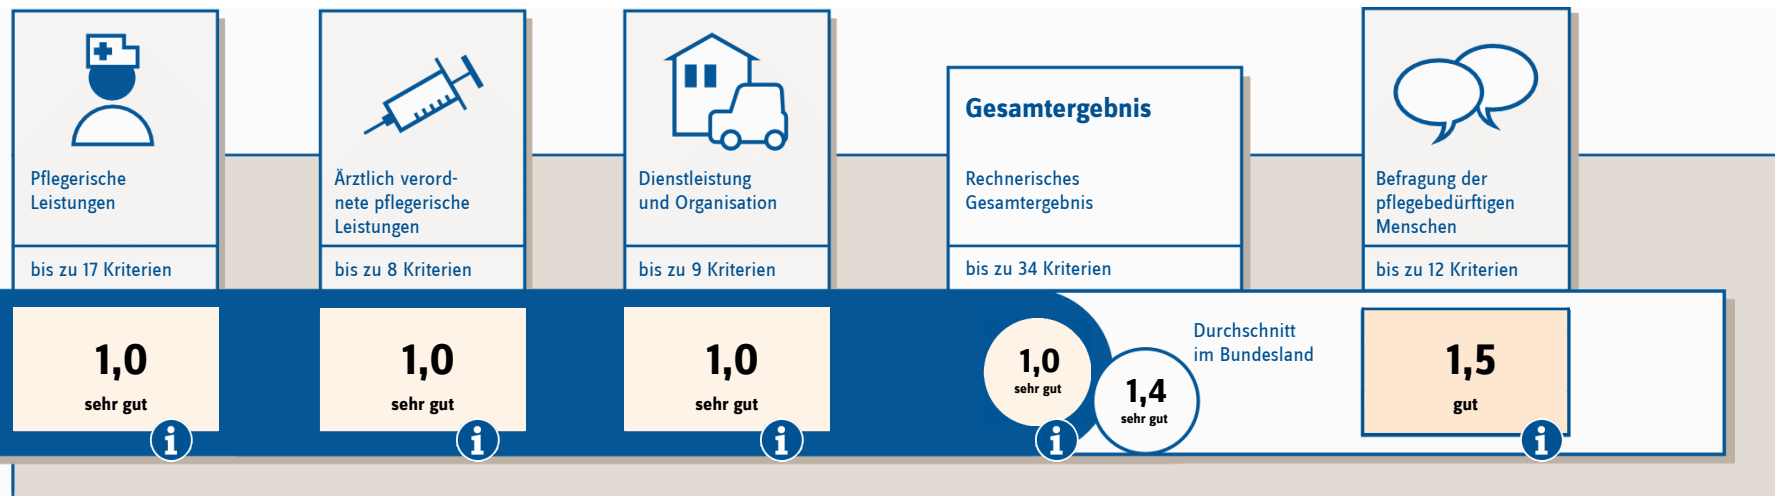 Pflegerische
Leistungen
bis zu 17 Kriterien
1,0
sehr gut
i
Ärztlich verord-
nete pflegerische
Leistungen
bis zu 8 Kriterien
1,0
sehr gut
i
Dienstleistung
und Organisation
bis zu 9 Kriterien
1,0
sehr gut
i
Gesamtergebnis
Rechnerisches
Gesamtergebnis
bis zu 34 Kriterien
1,0
sehr gut
i
1,4
sehr gut
Durchschnitt
im Bundesland
Befragung der
pflegebedürftigen
Menschen
bis zu 12 Kriterien
1,5
gut
i